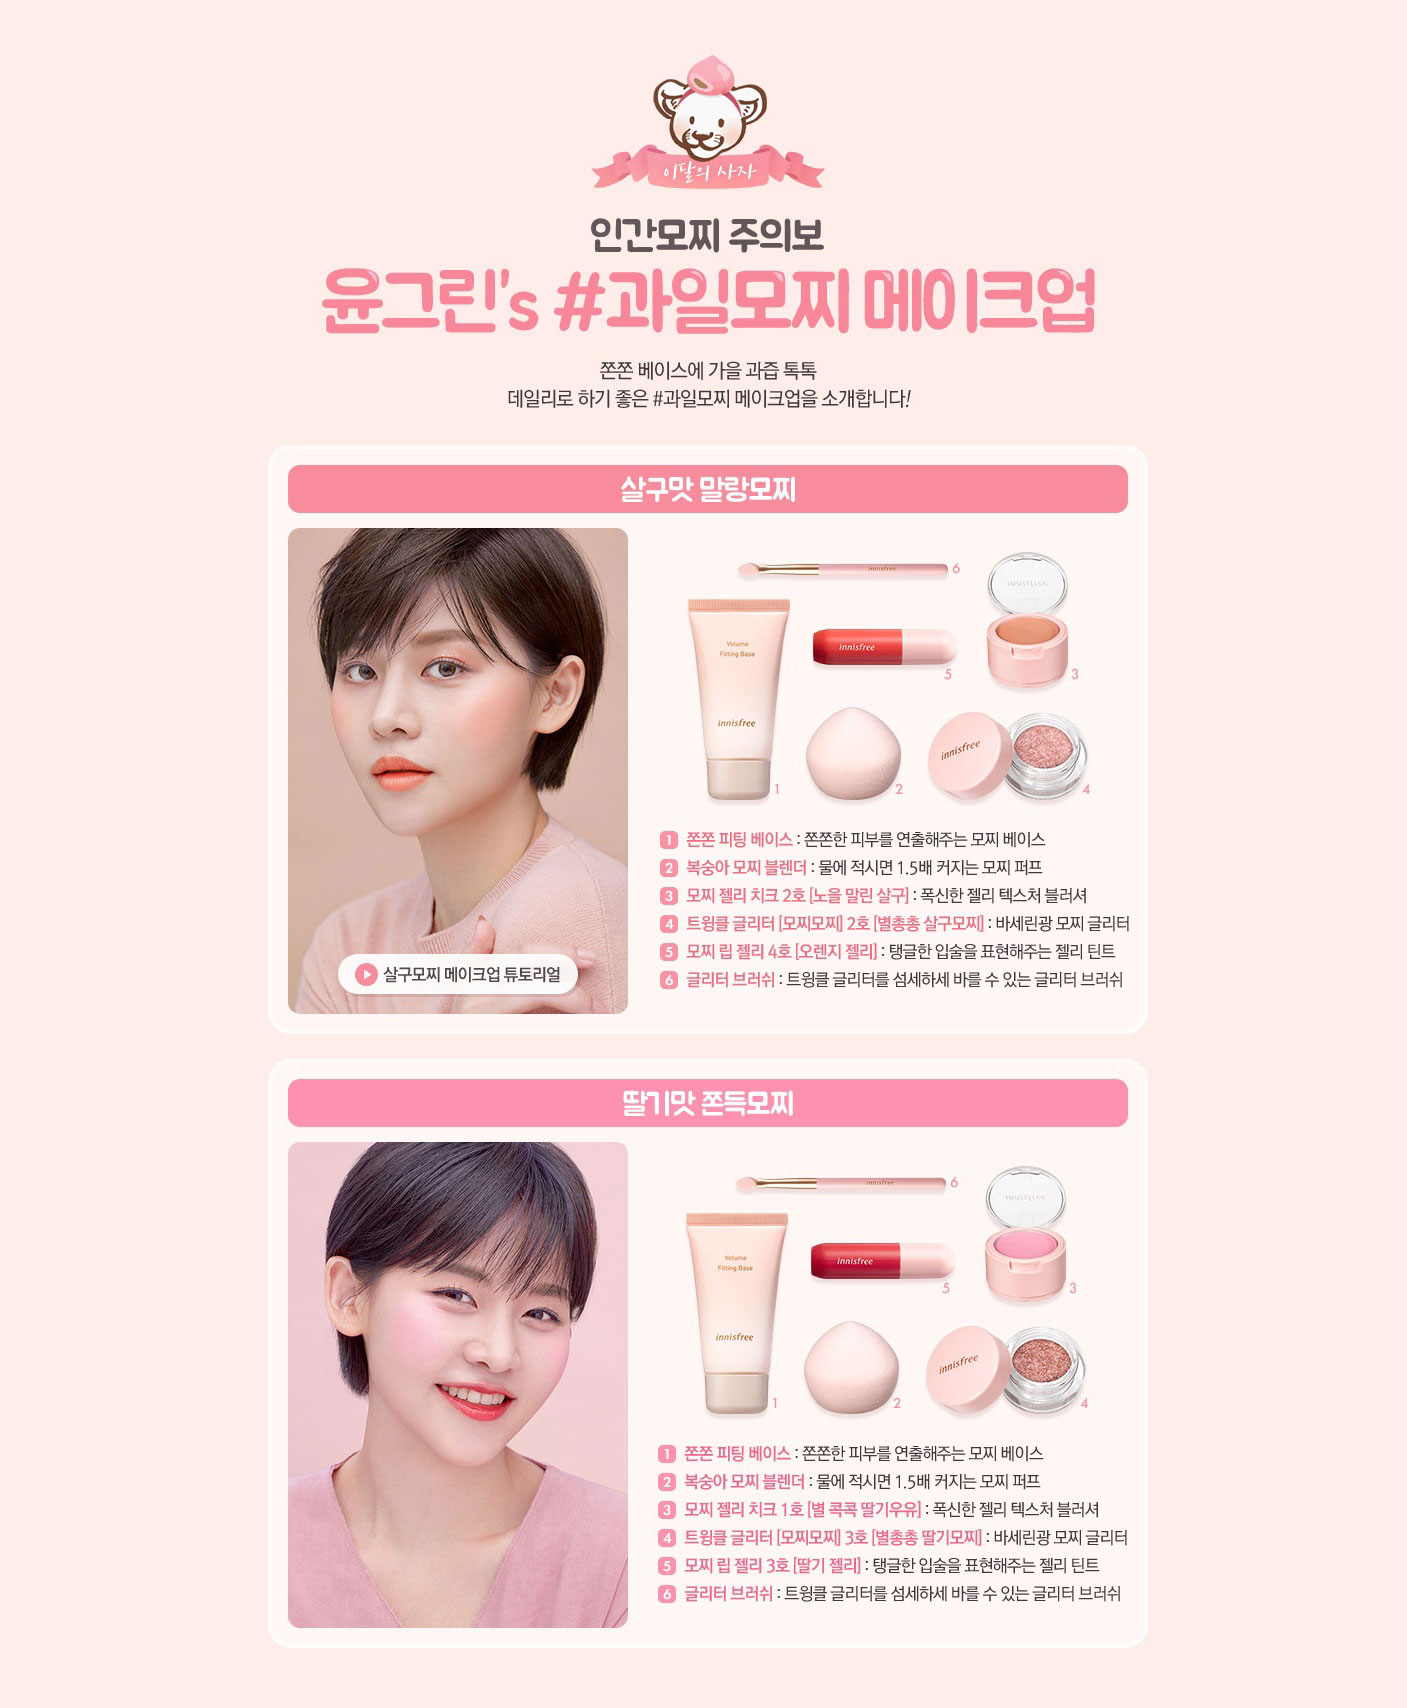 이달의 사자
인간모찌 주의보
윤그린's #과일모찌 메이크업
쫀쫀 베이스에 가을 과즙 톡톡
데일리로 하기 좋은 #과일모찌 메이크업을 소개합니다!
살구맛 말랑모찌
innisfree 6
innisfree
3
innisfree
5
Volume
Fitting Base
innisfree
1
2
innisfree
4
1 쫀쫀 피팅 베이스 : 쫀쫀한 피부를 연출해주는 모찌 베이스
2 복숭아 모찌 블렌더 : 물에 적시면 1.5배 커지는 모찌 퍼프
3 모찌 젤리 치크 2호 [노을 말린 살구] : 폭신한 젤리 텍스처 블러셔
4 트윙클 글리터 [모찌모찌] 2호 [별총총 살구모찌] : 바세린광 모찌 글리터
5 모찌 립 젤리 4호 [오렌지 젤리] : 탱글한 입술을 표현해주는 젤리 틴트
6 글리터 브러쉬 : 트윙클 글리터를 섬세하세 바를 수 있는 글리터 브러쉬
살구모찌 메이크업 튜토리얼
딸기맛 쫀득모찌
innisfree 6
innisfree
3
innisfree
5
Volume
Fitting Base
innisfree
1
2
innisfree
4
1 쫀쫀 피팅 베이스 : 쫀쫀한 피부를 연출해주는 모찌 베이스
2 복숭아 모찌 블렌더 : 물에 적시면 1.5배 커지는 모찌 퍼프
3 모찌 젤리 치크 1호 [별 콕콕 딸기우유] : 폭신한 젤리 텍스처 블러셔
4 트윙클 글리터 [모찌모찌] 3호 [별총총 딸기모찌] : 바세린광 모찌 글리터
5 모찌 립 젤리 3호 [딸기 젤리] : 탱글한 입술을 표현해주는 젤리 틴트
6 글리터 브러쉬 : 트윙클 글리터를 섬세하세 바를 수 있는 글리터 브러쉬